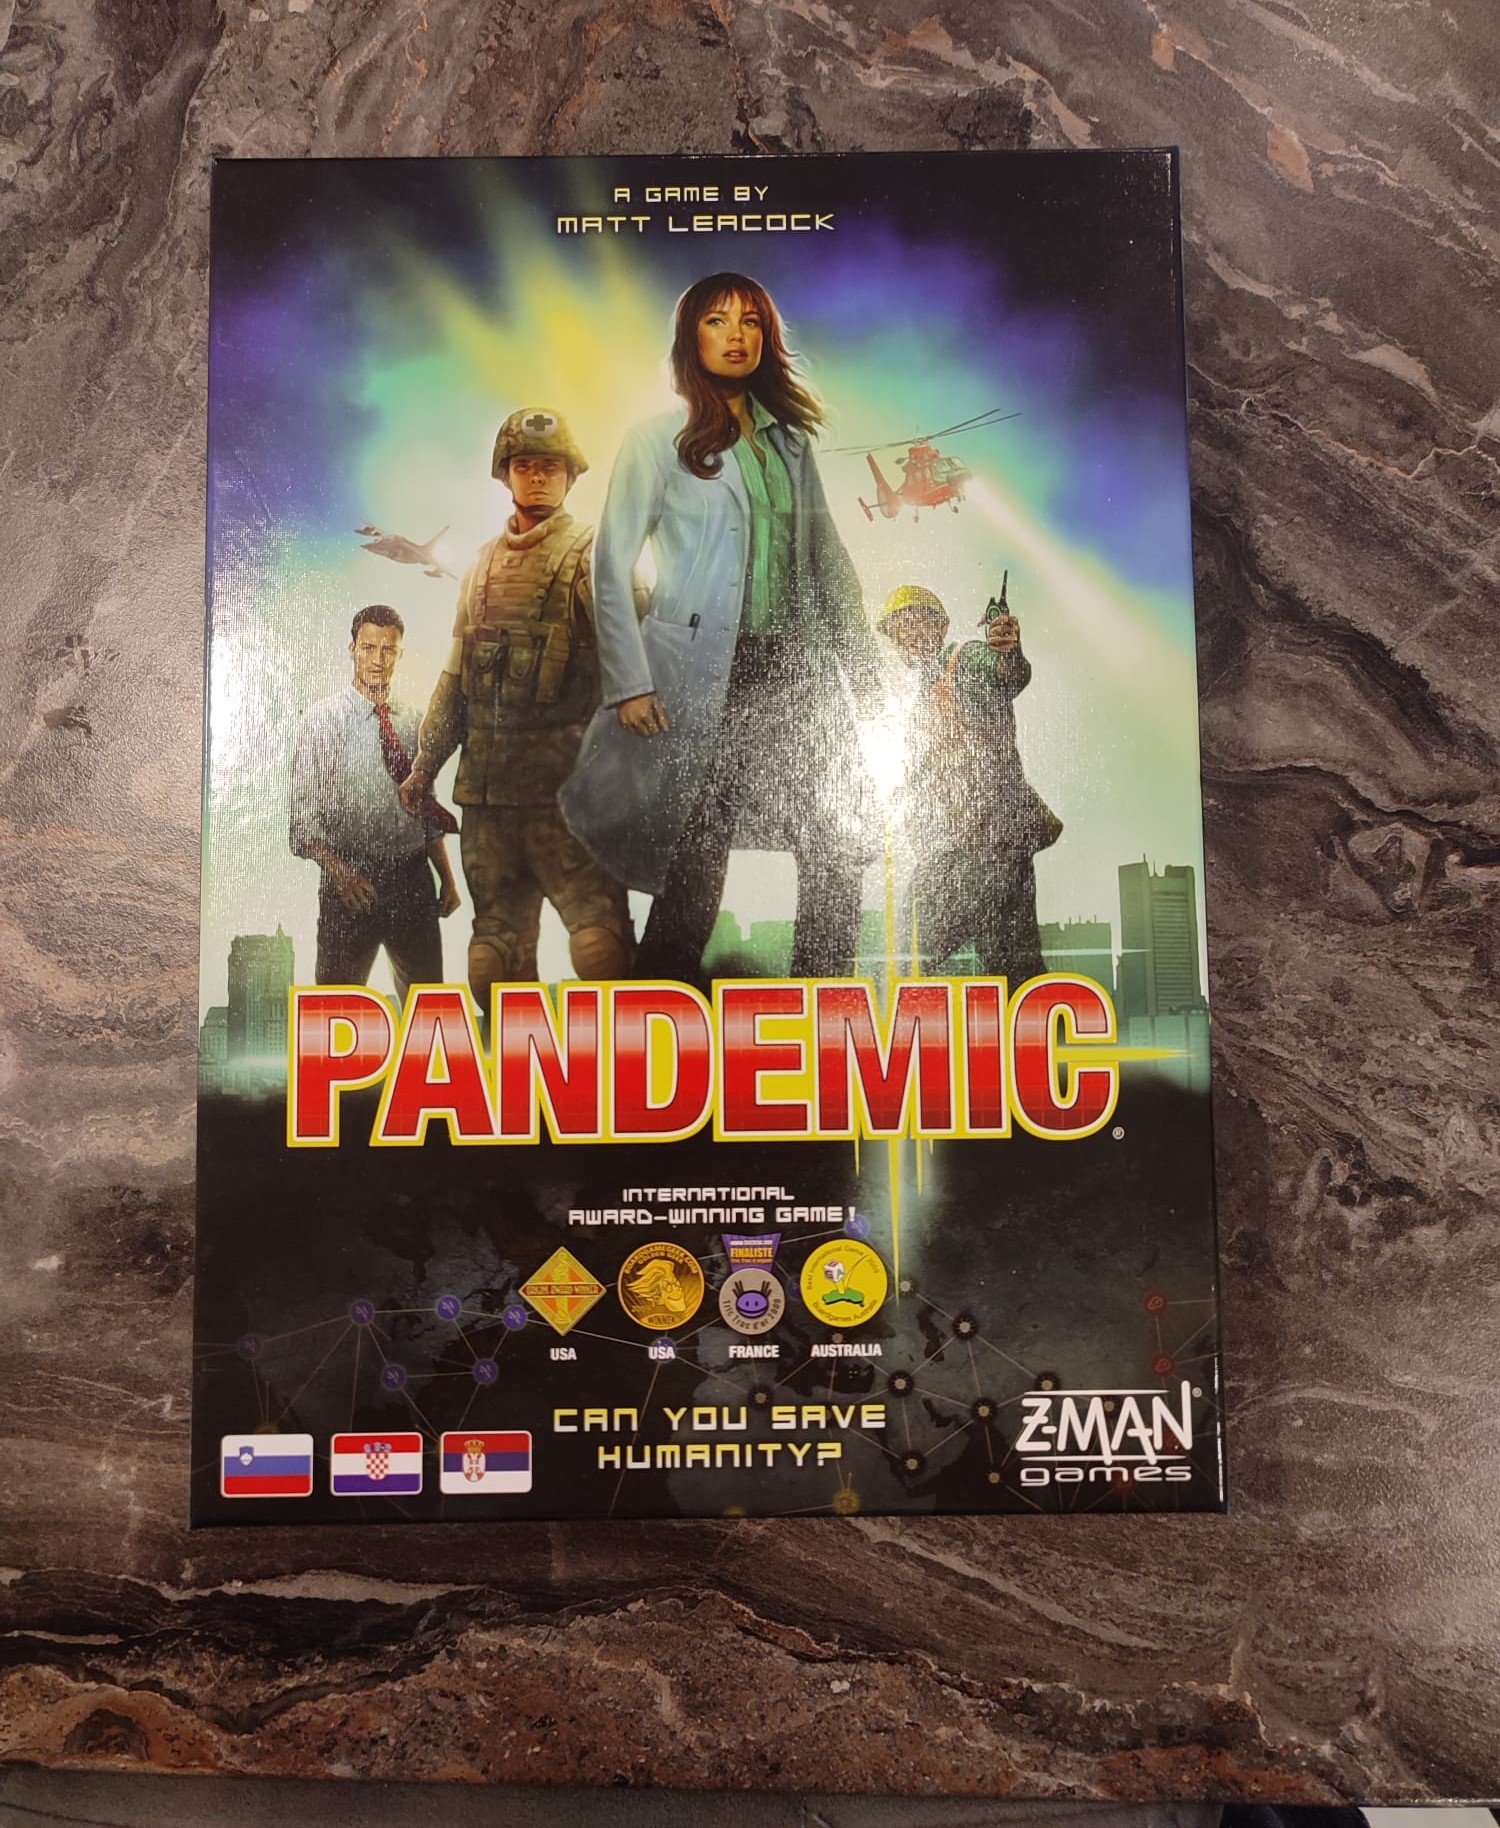 A GAME BY
MATT LEACOCK
PANDEMIC®
INTERNATIONAL
AWARD-WINNING GAME!
FINALISTE
WINNER
USA
USA
FRANCE
AUSTRALIA
CAN YOU SAVE
HUMANITY?
Z-MAN®
games